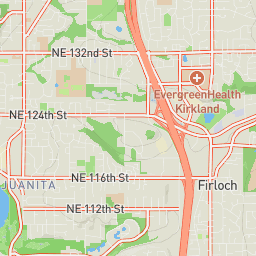 NE 132nd St
EvergreenHealth
Kirkland
NE 124th St
JUANITA
NE 116th St
Firloch
NE 112th St